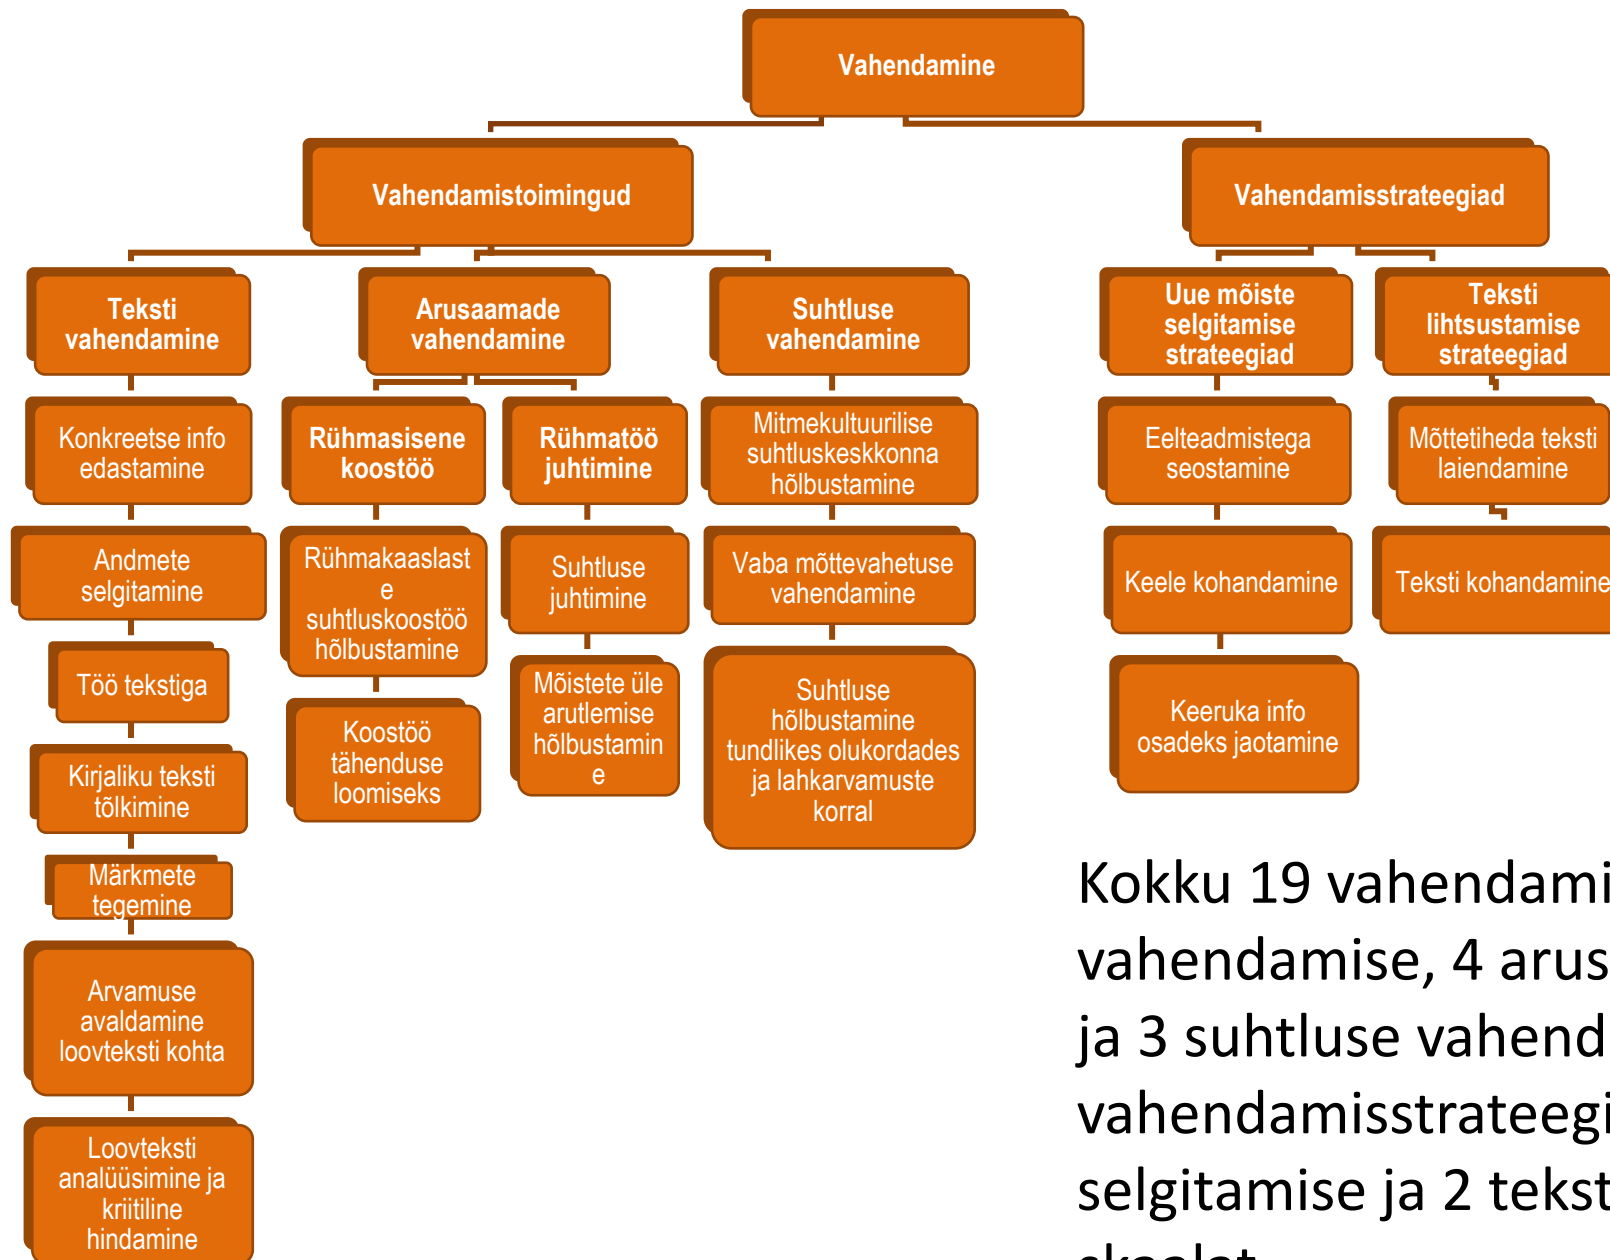 Vahendamine
Vahendamistoimingud
Vahendamisstrateegiad
Teksti
vahendamine
Arusaamade
vahendamine
Suhtluse
vahendamine
Uue mõiste
selgitamise
strateegiad
Teksti
lihtsustamise
strateegiad
Konkreetse info
edastamine
Rühmasisene
koostöö
Rühmatöö
juhtimine
Mitmekultuurilise
suhtluskeskkonna
hõlbustamine
Eelteadmistega
seostamine
Mõttetiheda teksti
laiendamine
Andmete
selgitamine
Rühmakaaslast
e
suhtluskoostöö
hõlbustamine
Suhtluse
juhtimine
Vaba mõttevahetuse
vahendamine
Keele kohandamine
Teksti kohandamine
Töö tekstiga
Koostöö
tähenduse
loomiseks
Mõistete üle
arutlemise
hõlbustamin
e
Suhtluse
hõlbustamine
tundlikes olukordades
ja lahkarvamuste
korral
Keeruka info
osadeks jaotamine
Kirjaliku teksti
tõlkimine
Märkmete
tegemine
Arvamuse
avaldamine
loovteksti kohta
Loovteksti
analüüsimine ja
kriitiline
hindamine
Kokku 19 vahendami
vahendamise, 4 arus
ja 3 suhtluse vahend
vahendamisstrateegi
selgitamise ja 2 tekst
skaalat